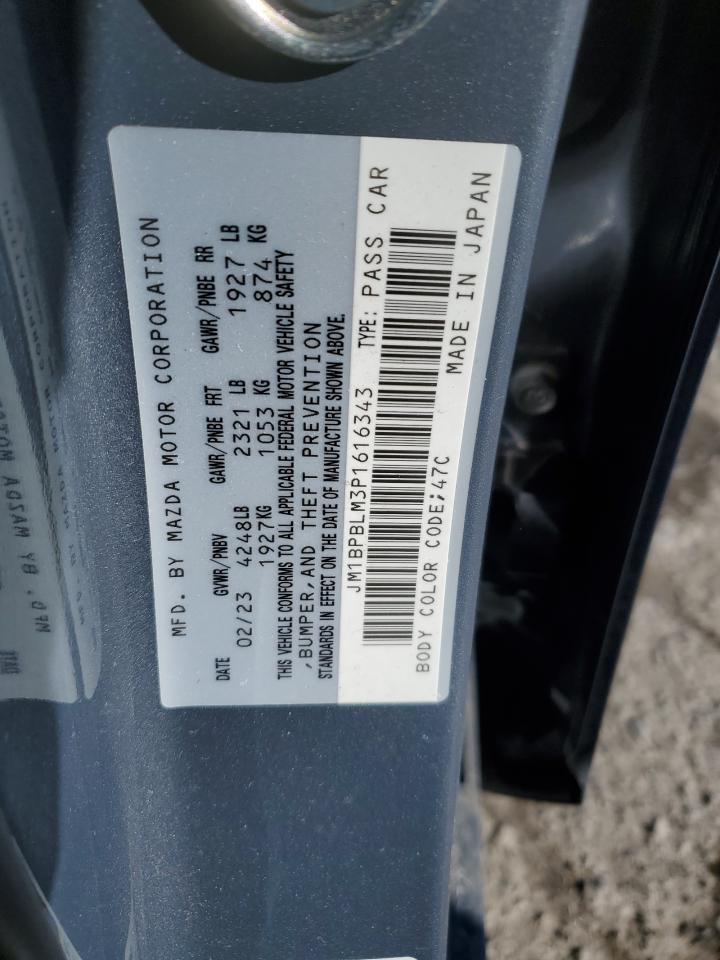 MFD. BY MAZDA MOTOR CORPORATION
DATE GVWR/PNBV GAWR/PNBE FRT GAWR/PNBE RR
02/23 4248LB 2321 LB 1927 LB
1927KG 1053 KG 874 KG
THIS VEHICLE CONFORMS TO ALL APPLICABLE FEDERAL MOTOR VEHICLE SAFETY
,BUMPER,AND THEFT PREVENTION
STANDARDS IN EFFECT ON THE DATE OF MANUFACTURE SHOWN ABOVE.
JM1BPBLM3P1616343 TYPE: PASS CAR
BODY COLOR CODE;47C MADE IN JAPAN